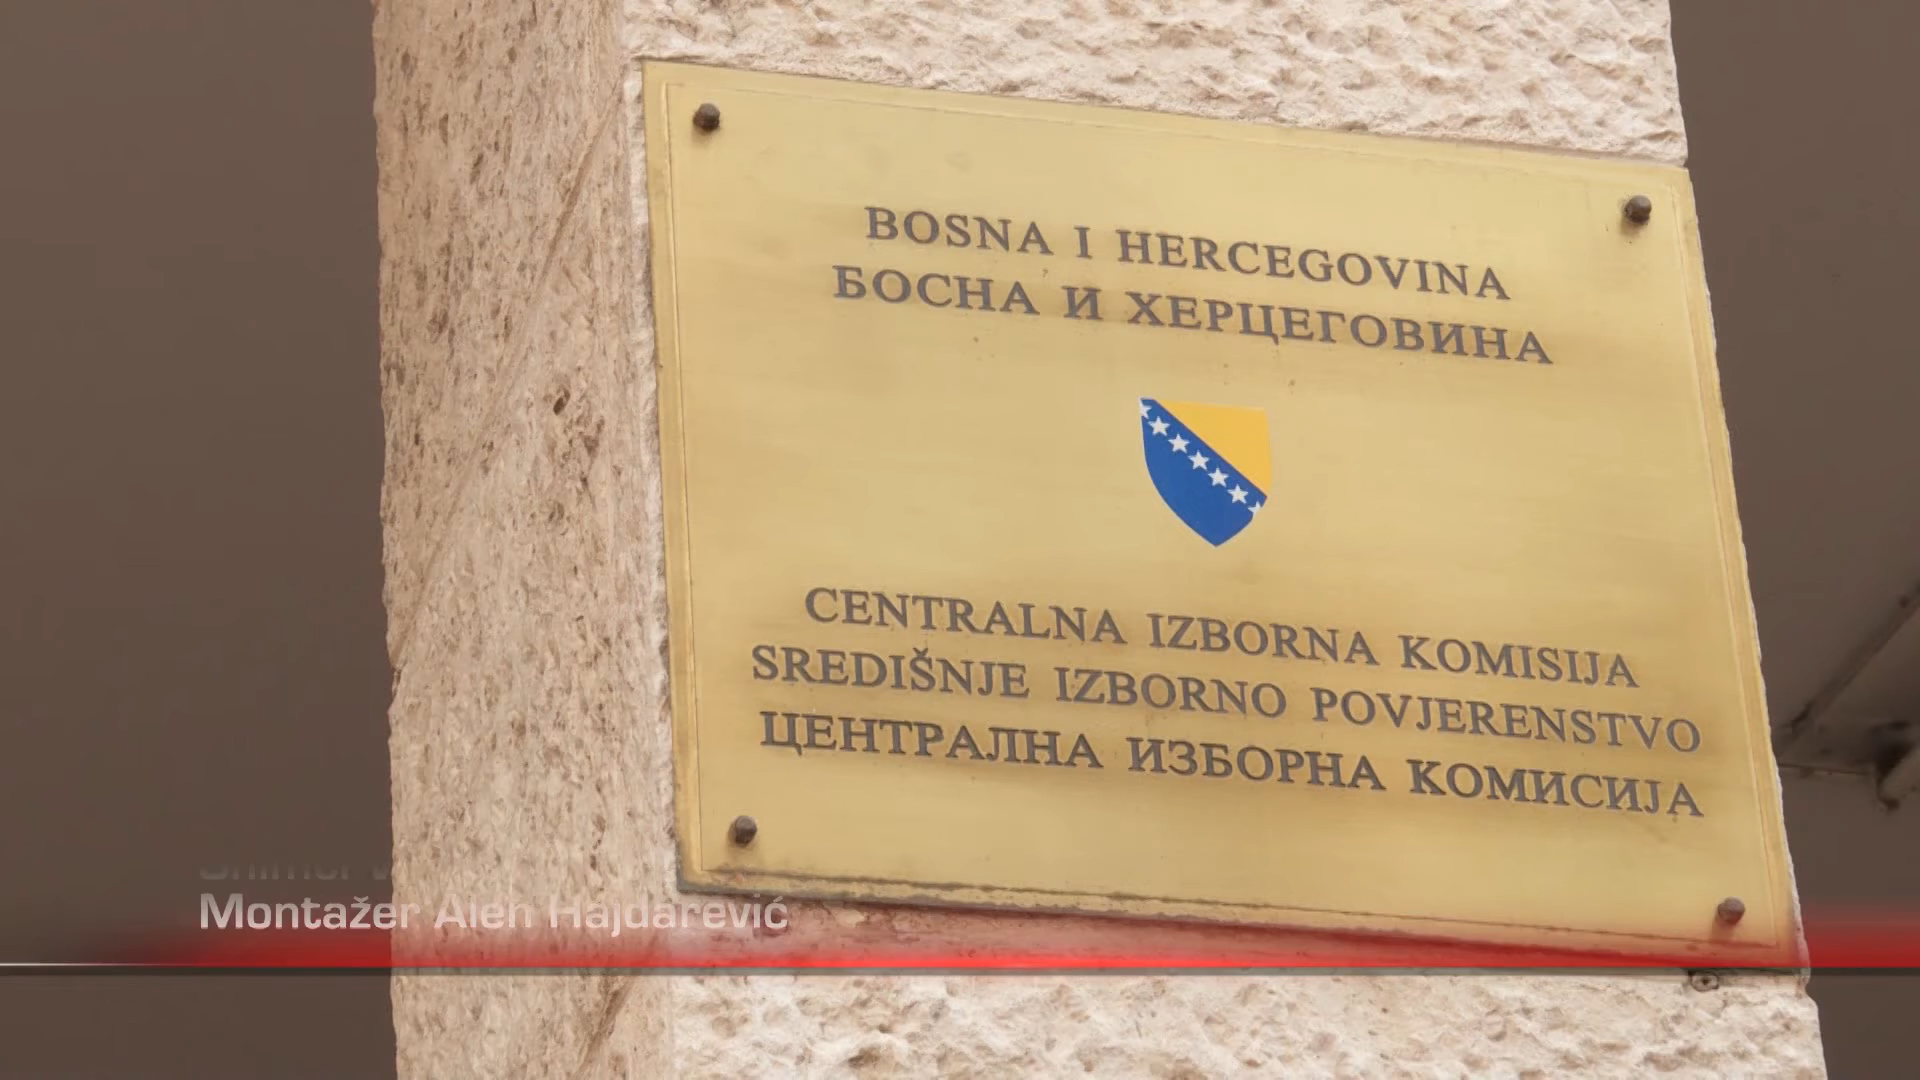 BOSNA I HERCEGOVINA
БОСНА И ХЕРЦЕГОВИНА
CENTRALNA IZBORNA KOMISIJA
SREDIŠNJE IZBORNO POVJERENSTVO
ЦЕНТРАЛНА ИЗБОРНА КОМИСИЈА
Montažer Alen Hajdarević